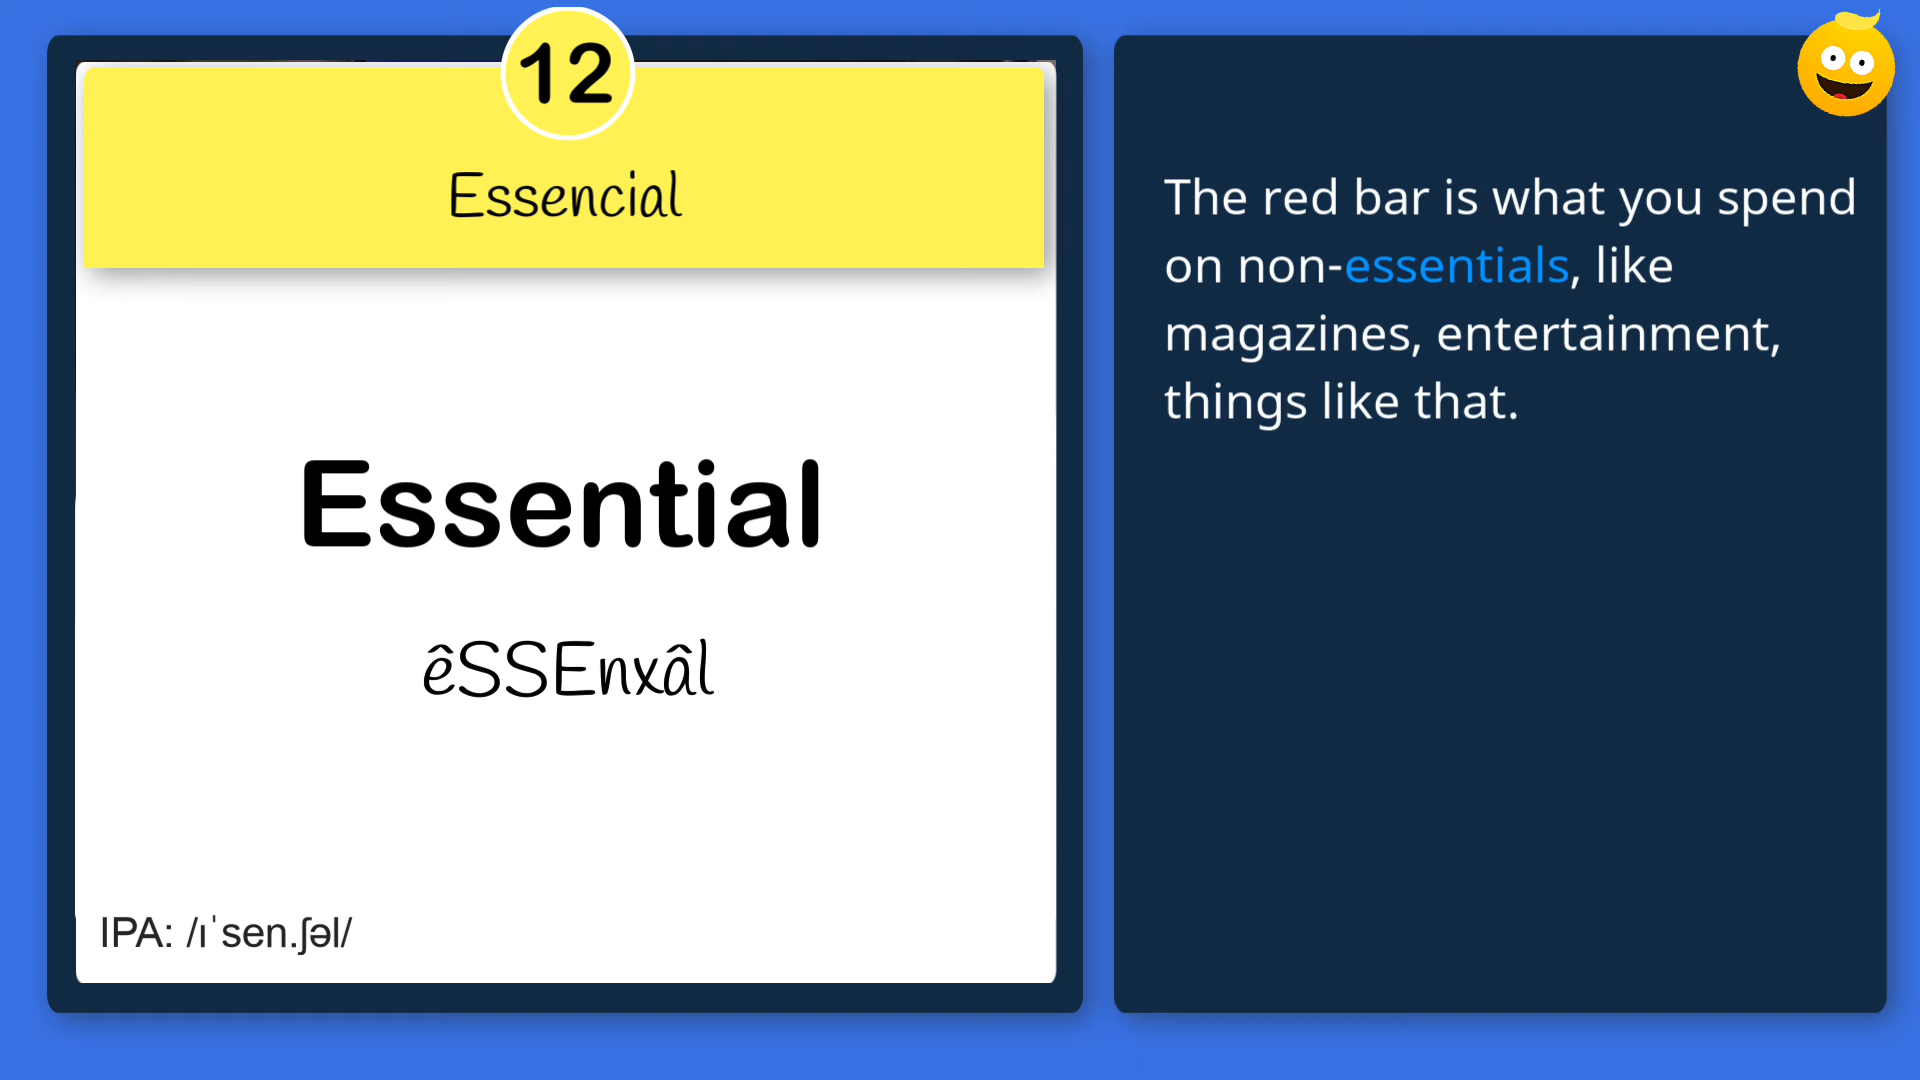 12
Essencial
Essential
êSSEnxâl
IPA: /ɪˈsen.ʃəl/
The red bar is what you spend
on non-essentials, like
magazines, entertainment,
things like that.